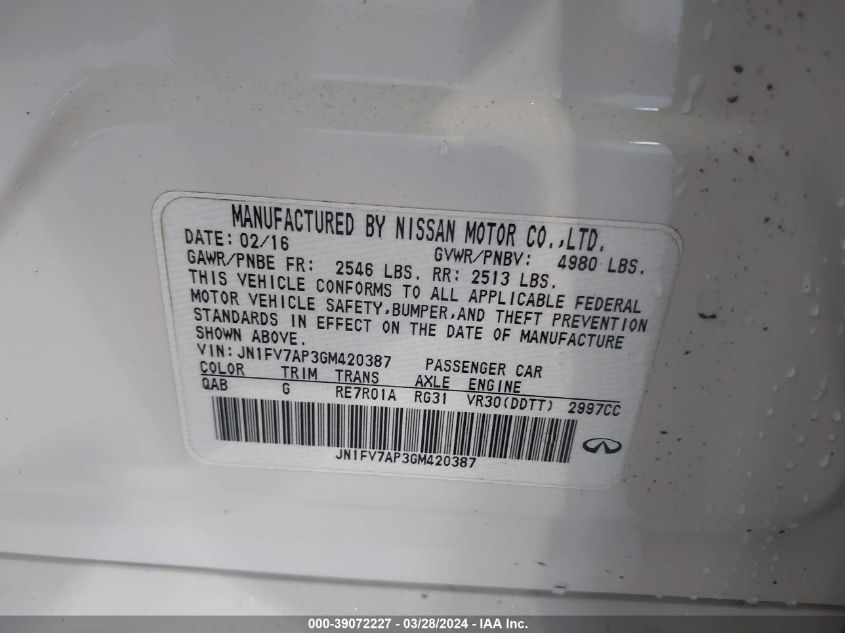 MANUFACTURED BY NISSAN MOTOR CO.,LTD.
DATE: 02/16 GVWR/PNBV: 4980 LBS.
GAWR/PNBE FR: 2546 LBS. RR: 2513 LBS.
THIS VEHICLE CONFORMS TO ALL APPLICABLE FEDERAL
MOTOR VEHICLE SAFETY,BUMPER,AND THEFT PREVENTION
STANDARDS IN EFFECT ON THE DATE OF MANUFACTURE
SHOWN ABOVE.
VIN:JN1FV7AP3GM420387 PASSENGER CAR
COLOR TRIM TRANS AXLE ENGINE
QAB G RE7R01A RG31 VR30(DDTT) 2997CC
JN1FV7AP3GM420387
000-39072227 - 03/28/2024 - IAA Inc.